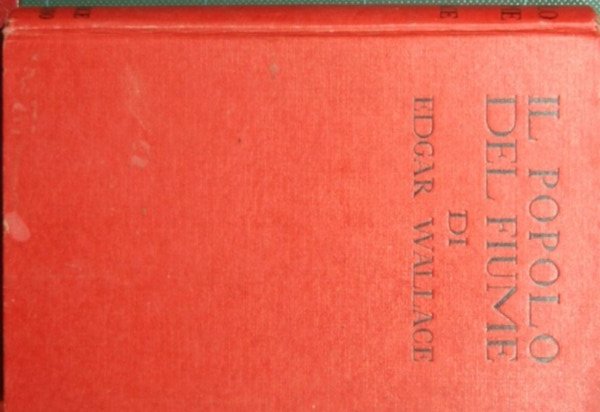 IL POPOLO
DEL FIUME
DI
EDGAR WALLACE